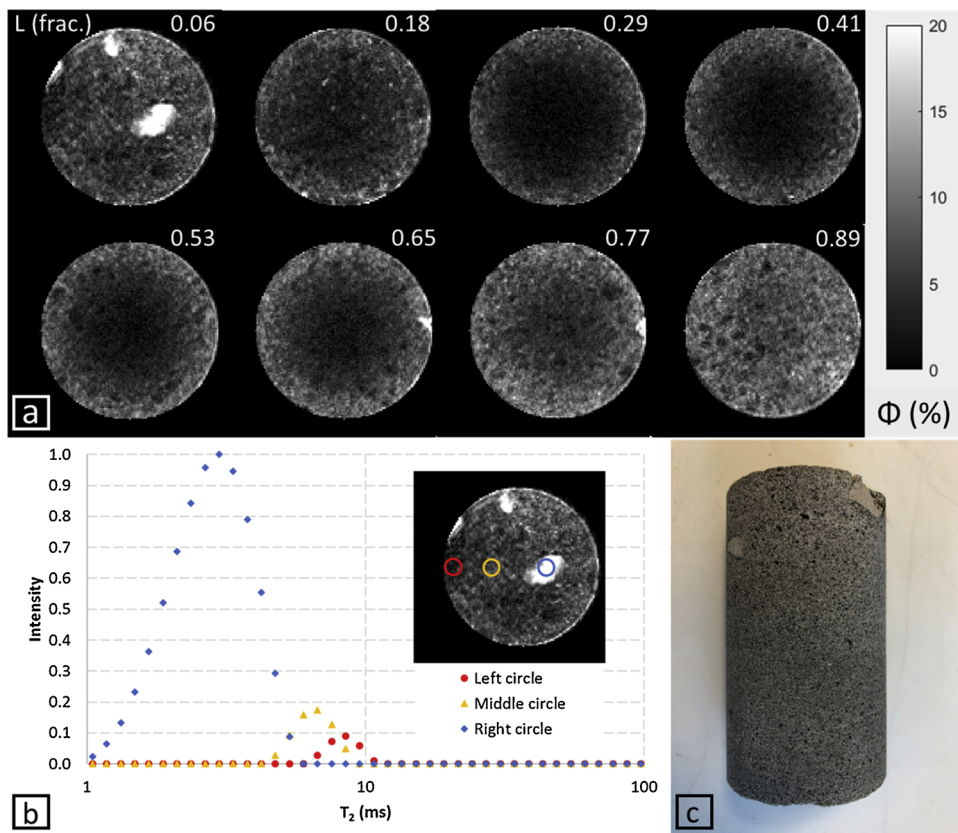 L (frac.) 0.06 0.18 0.29 0.41
0.53 0.65 0.77 0.89
20
15
10
5
0
Φ (%)
a
1.0
0.9
0.8
0.7
0.6
0.5
0.4
0.3
0.2
0.1
0.0
Intensity
Left circle
Middle circle
Right circle
1 10 100
T₂ (ms)
b
c